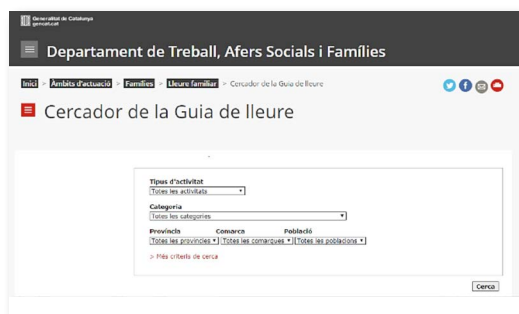 Generalitat de Catalunya
gencat.cat
Departament de Treball, Afers Socials i Famílies
Inici > Àmbits d'actuació > Famílies > Lleure familiar > Cercador de la Guia de lleure
Cercador de la Guia de lleure
Tipus d'activitat
Totes les activitats
Categoria
Totes les categories
Província Comarca Població
Totes les províncies Totes les comarques Totes les poblacions
> Més criteris de cerca
Cerca